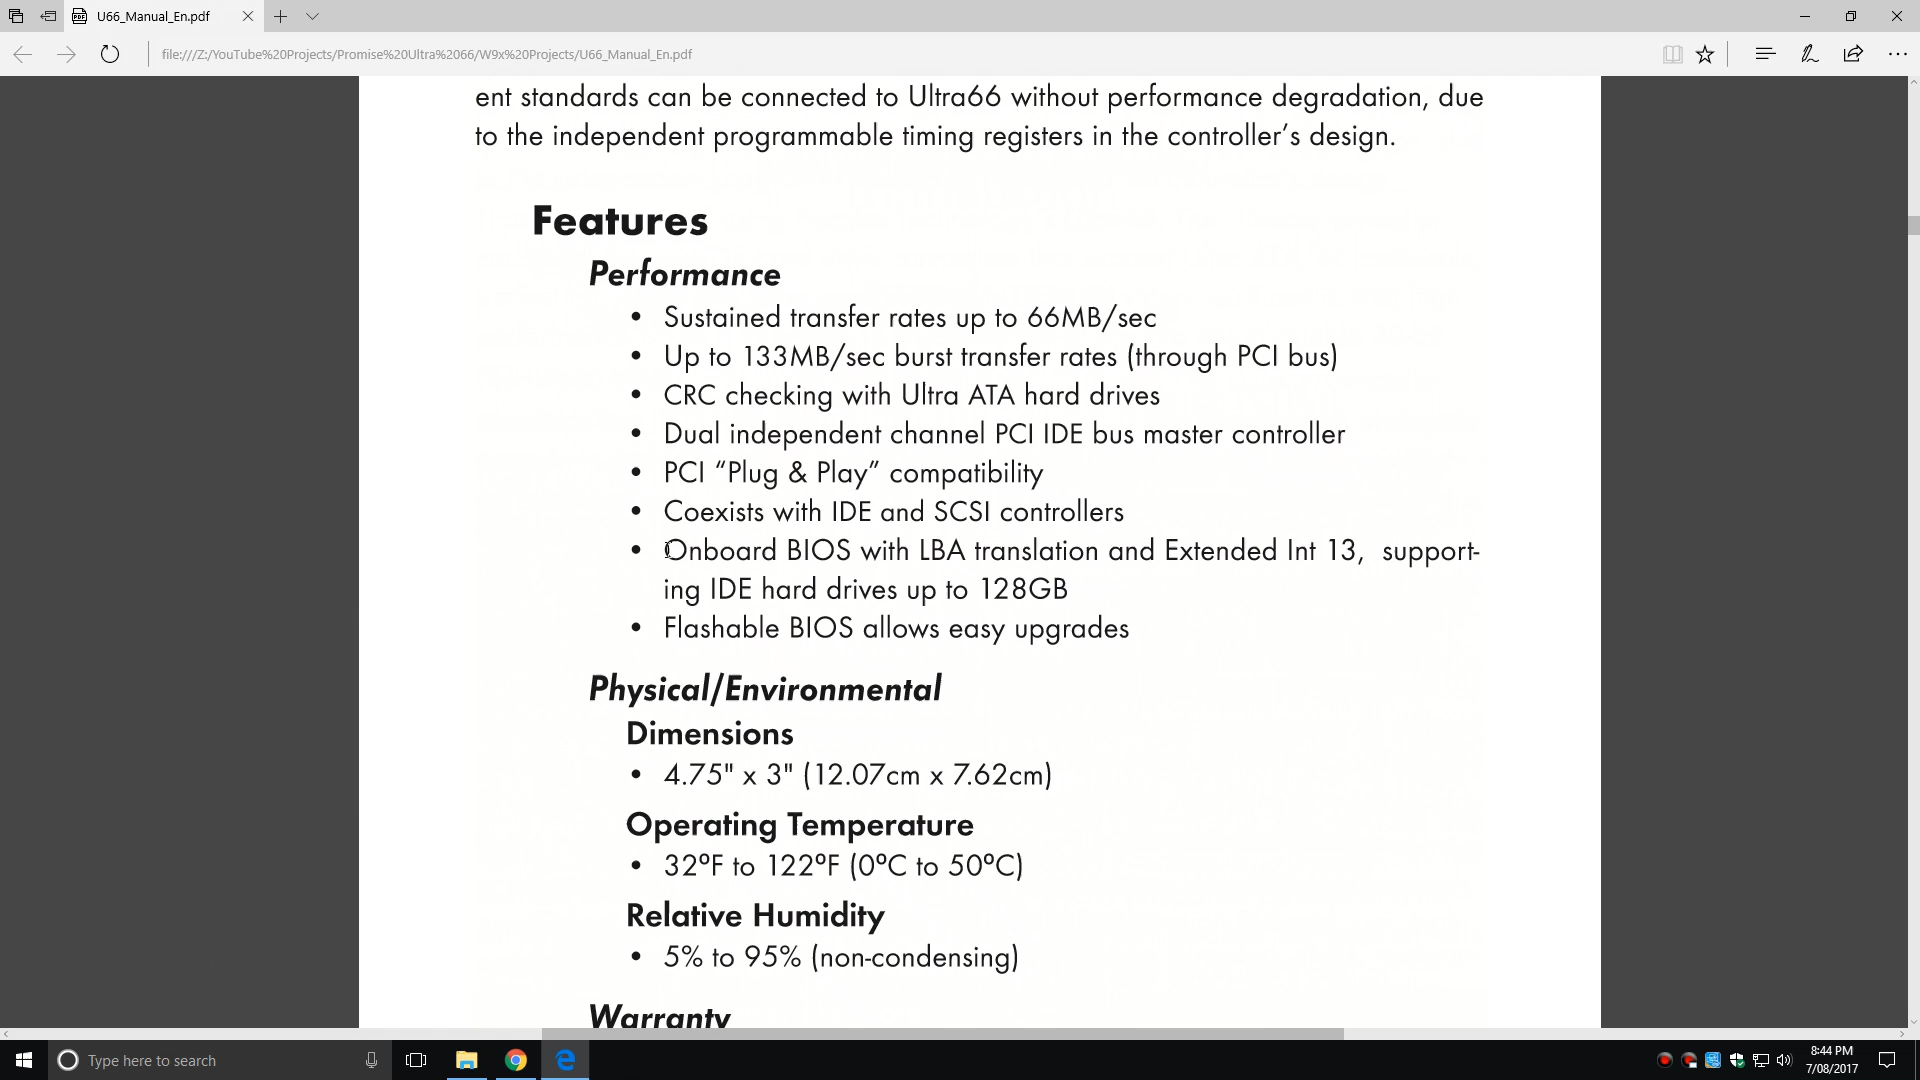 U66_Manual_En.pdf
file:///Z:/YouTube%20Projects/Promise%20Ultra%2066/W9x%20Projects/U66_Manual_En.pdf
ent standards can be connected to Ultra66 without performance degradation, due
to the independent programmable timing registers in the controller's design.
Features
Performance
• Sustained transfer rates up to 66MB/sec
• Up to 133MB/sec burst transfer rates (through PCI bus)
• CRC checking with Ultra ATA hard drives
• Dual independent channel PCI IDE bus master controller
• PCI “Plug & Play” compatibility
• Coexists with IDE and SCSI controllers
• Onboard BIOS with LBA translation and Extended Int 13, support-
ing IDE hard drives up to 128GB
• Flashable BIOS allows easy upgrades
Physical/Environmental
Dimensions
• 4.75" x 3" (12.07cm x 7.62cm)
Operating Temperature
• 32ºF to 122ºF (0ºC to 50ºC)
Relative Humidity
• 5% to 95% (non-condensing)
Warranty
Type here to search
8:44 PM
7/08/2017